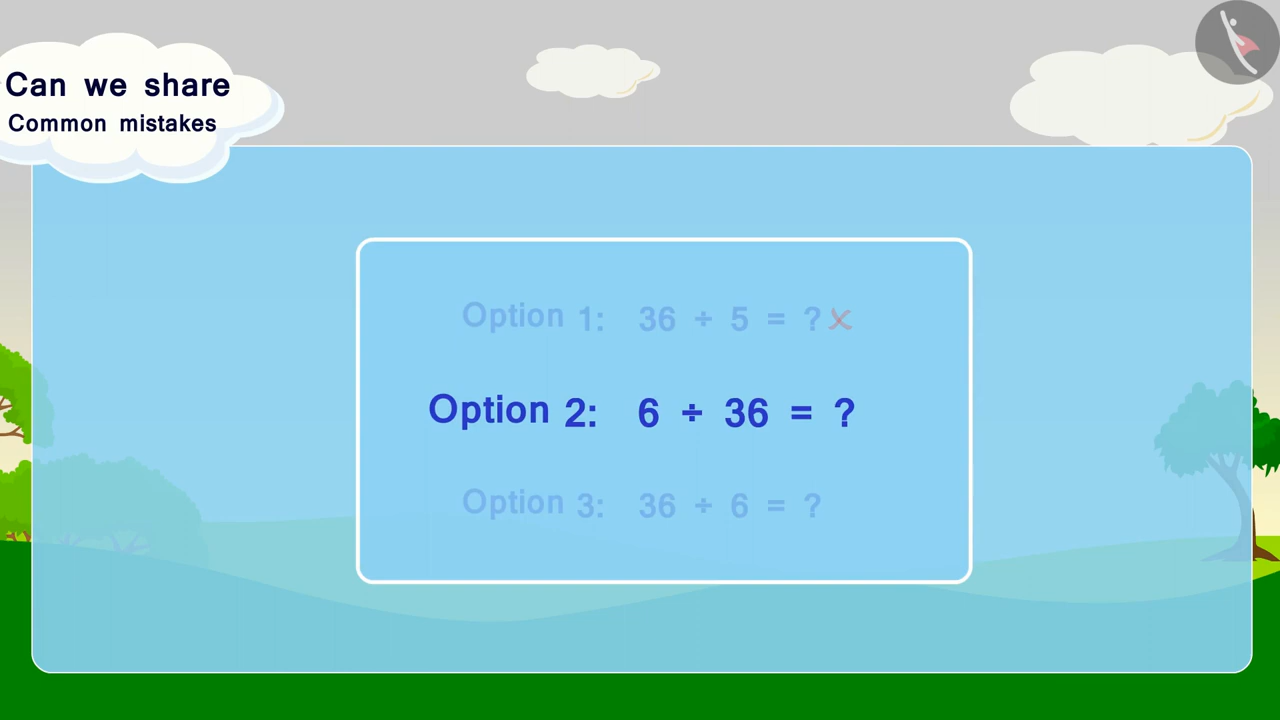 Can we share
Common mistakes
Option 1: 36 ÷ 5 = ?
Option 2: 6 ÷ 36 = ?
Option 3: 36 ÷ 6 = ?